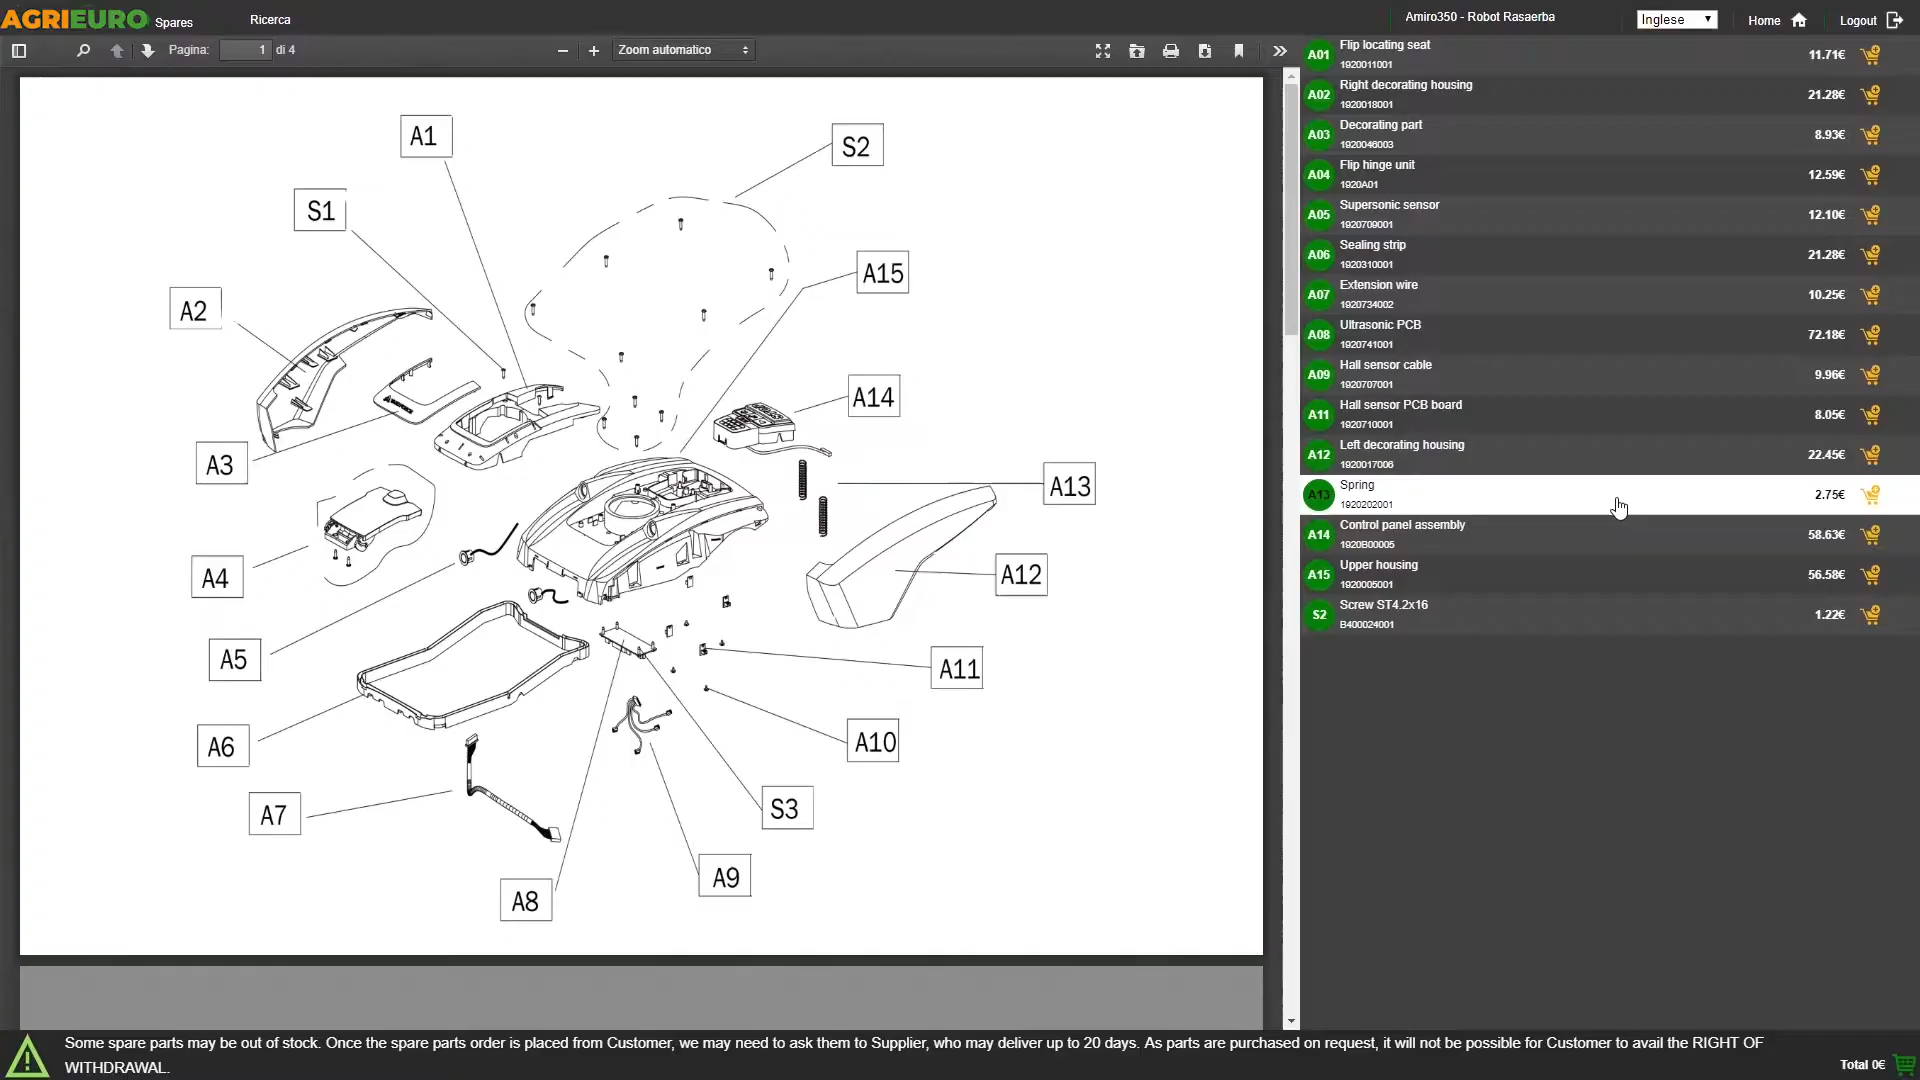 AGRIEURO Spares
Ricerca
Amiro350 - Robot Rasaerba
Inglese
Home
Logout
Pagina: 1 di 4
Zoom automatico
A1
S2
S1
A15
A2
A14
A3
A13
A4
A12
A5
A11
A6
A10
A7
S3
A9
A8
A01 Flip locating seat 11.71€
1920011001
A02 Right decorating housing 21.28€
1920018001
A03 Decorating part 8.93€
1920046003
A04 Flip hinge unit 12.59€
1920A01
A05 Supersonic sensor 12.10€
1920709001
A06 Sealing strip 21.28€
1920310001
A07 Extension wire 10.25€
1920734002
A08 Ultrasonic PCB 72.18€
1920741001
A09 Hall sensor cable 9.96€
1920707001
A11 Hall sensor PCB board 8.05€
1920710001
A12 Left decorating housing 22.45€
1920017006
A13 Spring 2.75€
1920202001
A14 Control panel assembly 58.63€
1920B00005
A15 Upper housing 56.58€
1920005001
S2 Screw ST4.2x16 1.22€
B400024001
Some spare parts may be out of stock. Once the spare parts order is placed from Customer, we may need to ask them to Supplier, who may deliver up to 20 days. As parts are purchased on request, it will not be possible for Customer to avail the RIGHT OF
WITHDRAWAL.
Total 0€